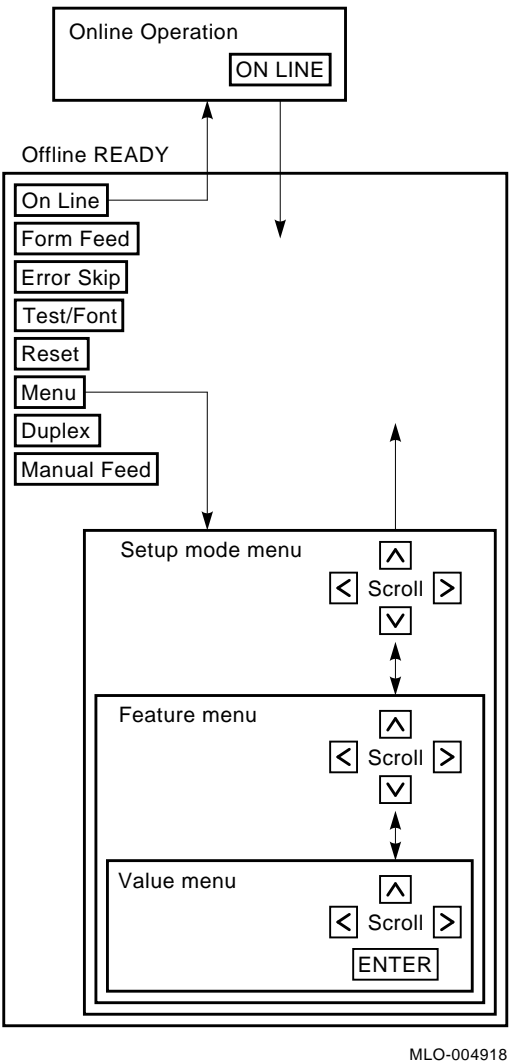 Online Operation
ON LINE
Offline READY
On Line
Form Feed
Error Skip
Test/Font
Reset
Menu
Duplex
Manual Feed
Setup mode menu
Scroll
Feature menu
Scroll
Value menu
Scroll
ENTER
MLO-004918